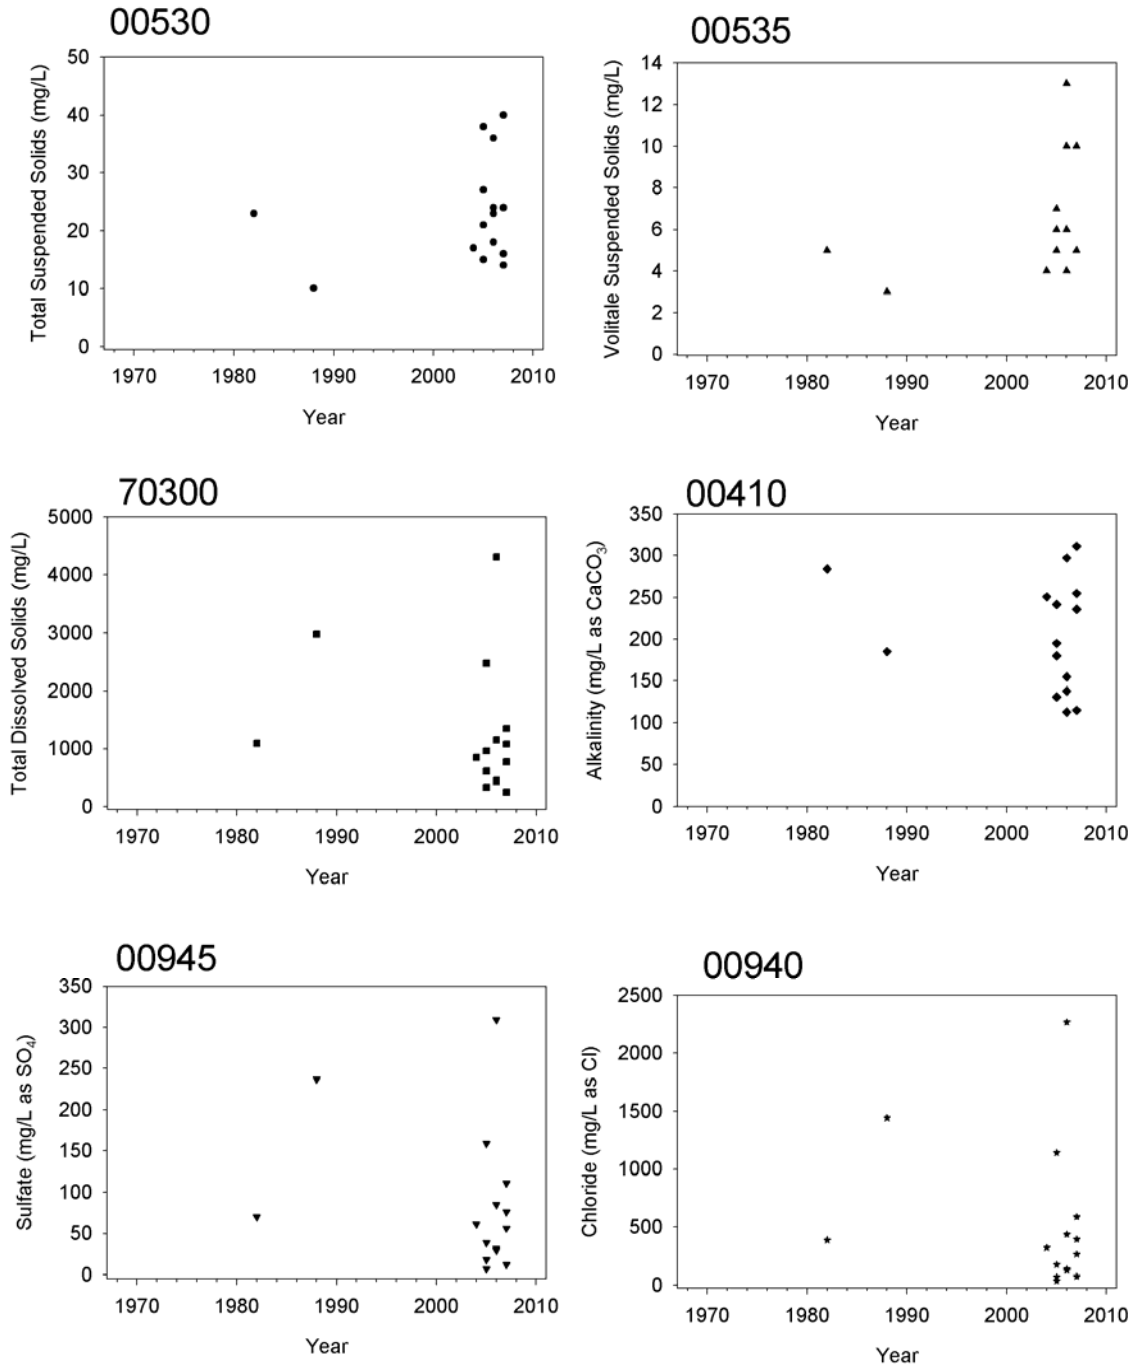 00530
50
40
30
20
10
0
Total Suspended Solids (mg/L)
1970 1980 1990 2000 2010
Year
00535
14
12
10
8
6
4
2
0
Volitale Suspended Solids (mg/L)
1970 1980 1990 2000 2010
Year
70300
5000
4000
3000
2000
1000
0
Total Dissolved Solids (mg/L)
1970 1980 1990 2000 2010
Year
00410
350
300
250
200
150
100
50
0
Alkalinity (mg/L as CaCO₃)
1970 1980 1990 2000 2010
Year
00945
350
300
250
200
150
100
50
0
Sulfate (mg/L as SO₄)
1970 1980 1990 2000 2010
Year
00940
2500
2000
1500
1000
500
0
Chloride (mg/L as Cl)
1970 1980 1990 2000 2010
Year